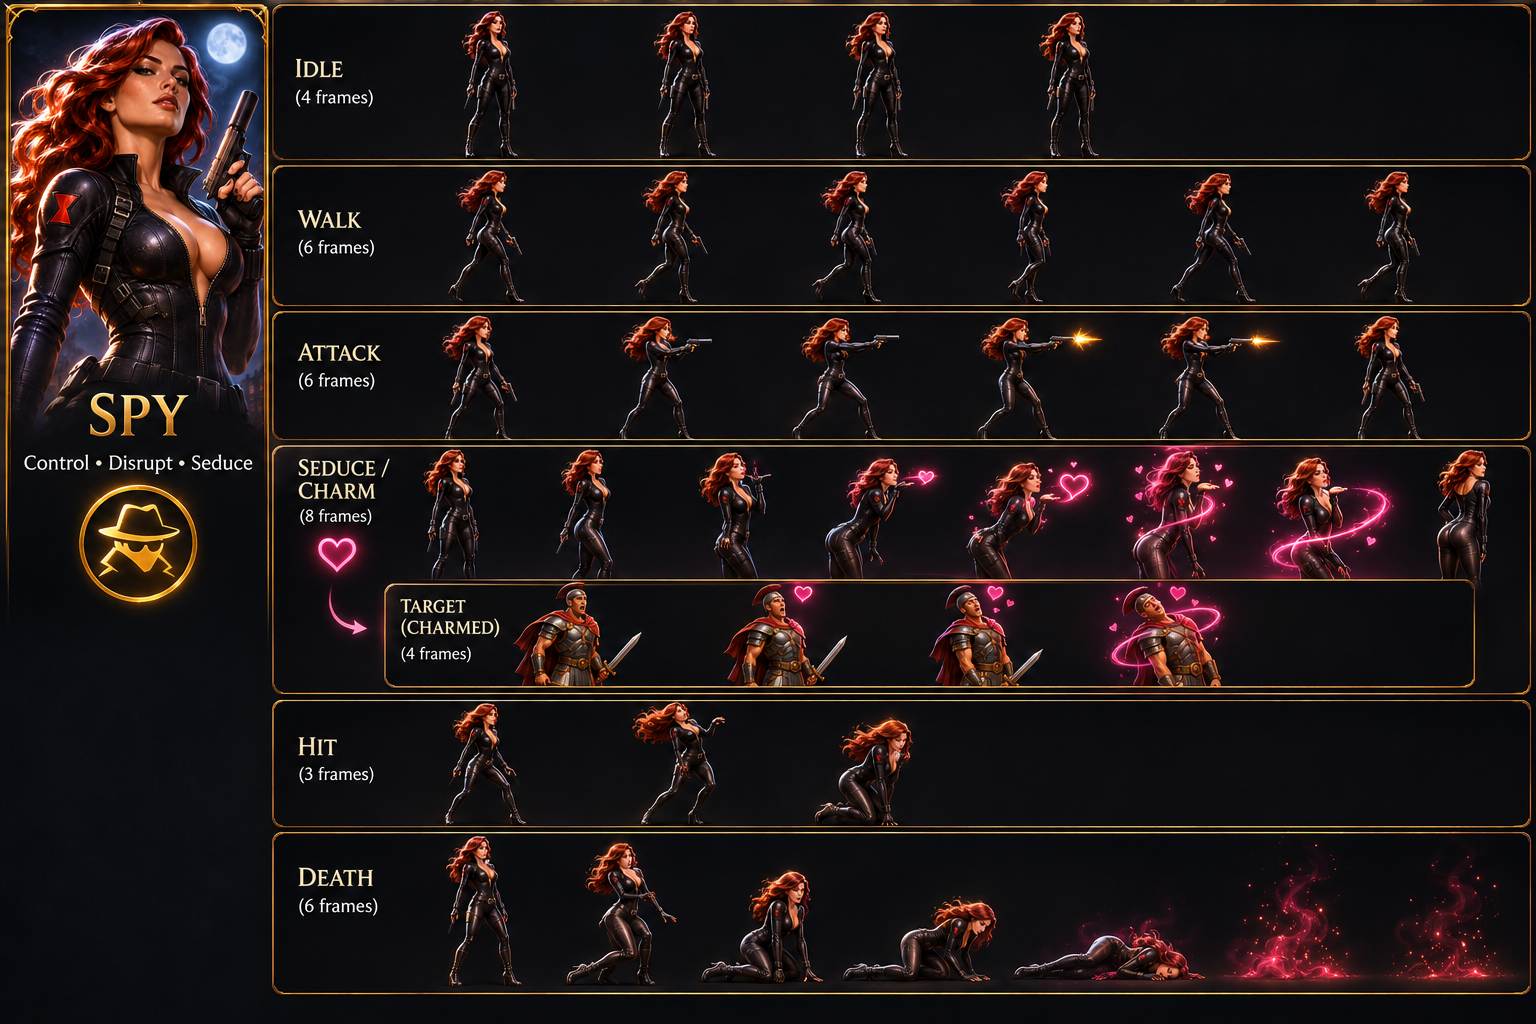 SPY
Control • Disrupt • Seduce
IDLE
(4 frames)
WALK
(6 frames)
ATTACK
(6 frames)
SEDUCE /
CHARM
(8 frames)
TARGET
(CHARMED)
(4 frames)
HIT
(3 frames)
DEATH
(6 frames)